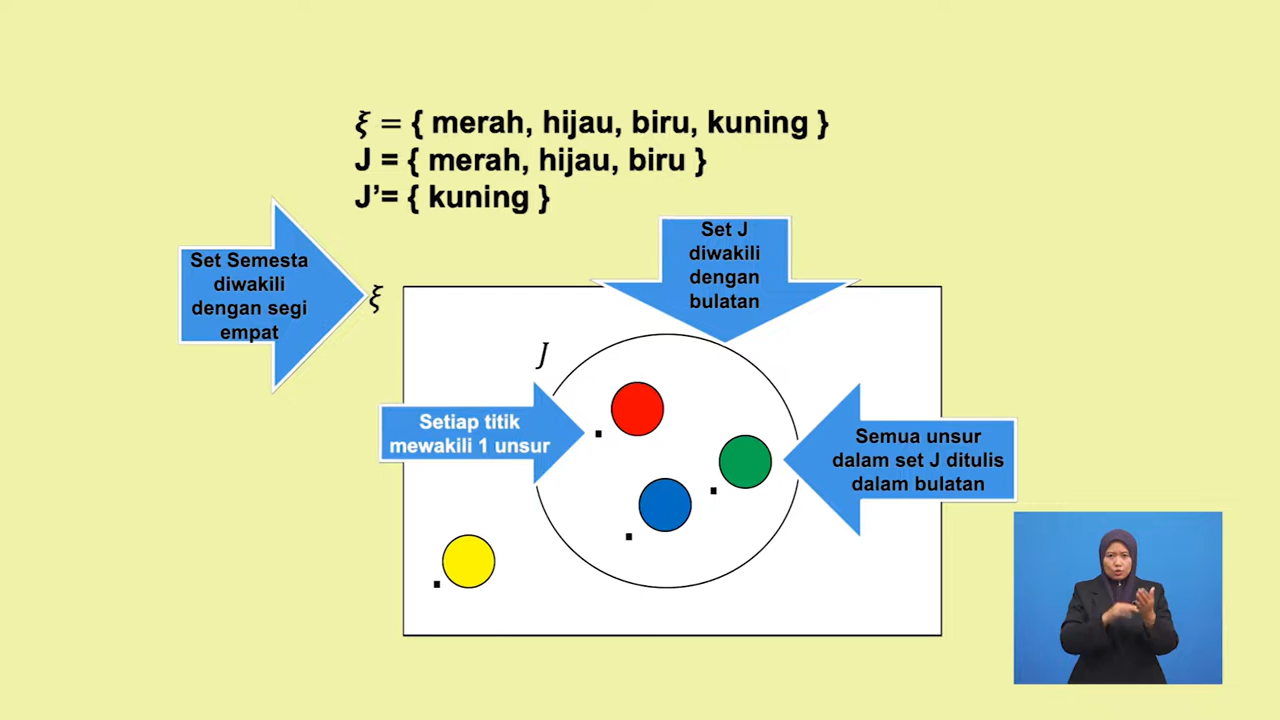 ξ = { merah, hijau, biru, kuning }
J = { merah, hijau, biru }
J’= { kuning }
Set Semesta
diwakili
dengan segi
empat
ξ
Set J
diwakili
dengan
bulatan
J
Setiap titik
mewakili 1 unsur
Semua unsur
dalam set J ditulis
dalam bulatan